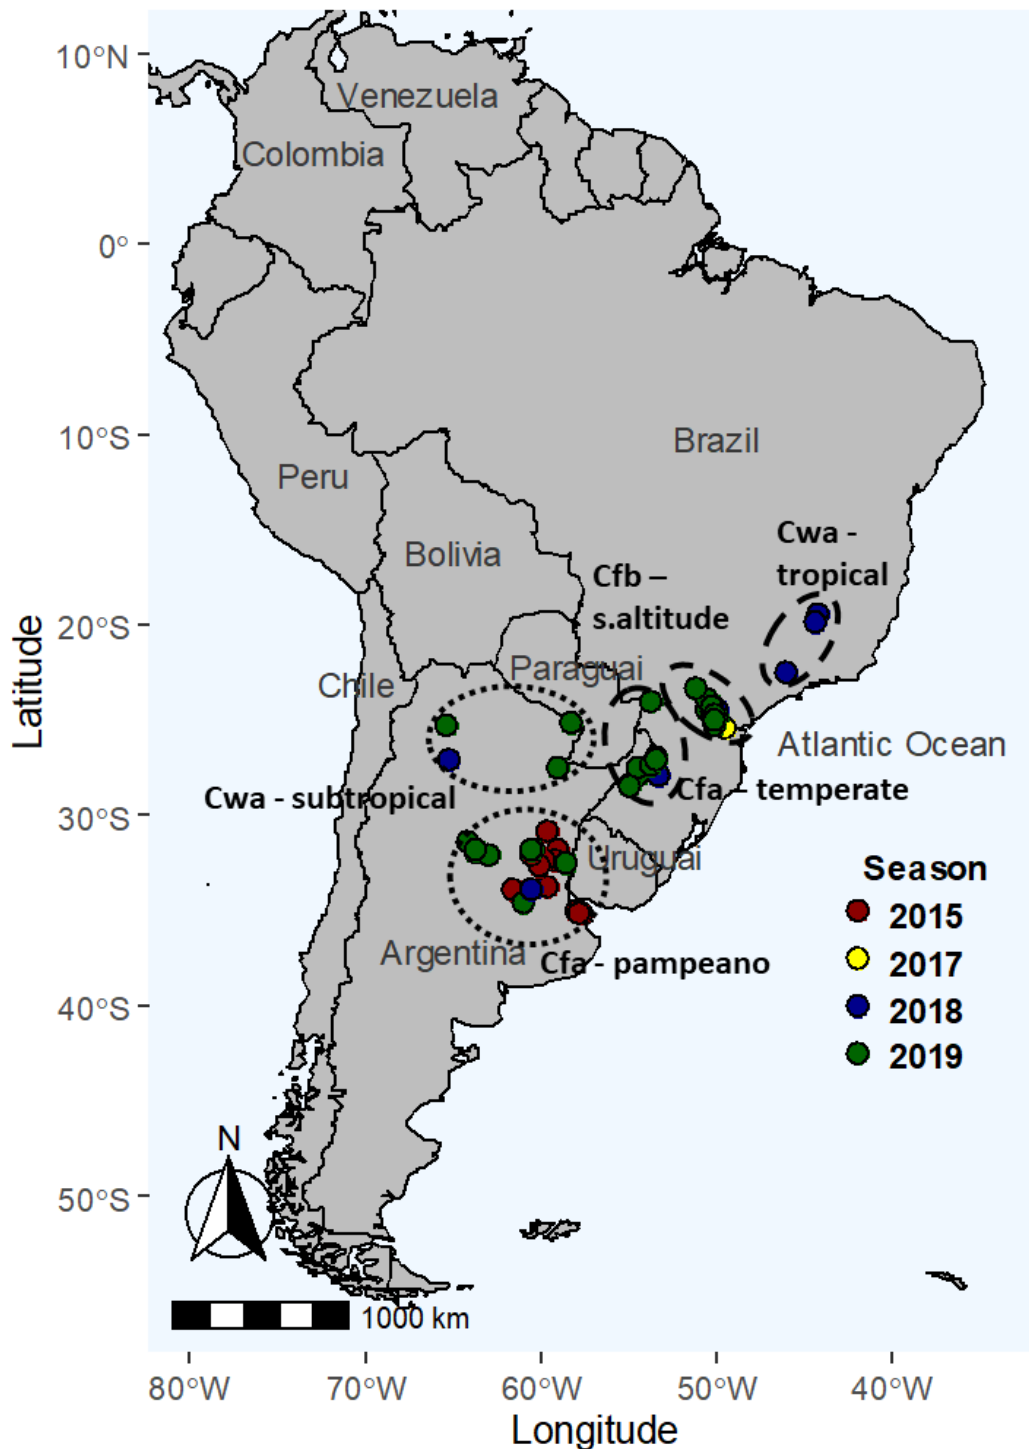 10°N
0°
10°S
20°S
30°S
40°S
50°S
Latitude
Venezuela
Colombia
Brazil
Peru
Bolivia
Cwa -
tropical
Cfb –
s.altitude
Paraguai
Chile
Atlantic Ocean
Cwa - subtropical
Cfa – temperate
Uruguai
Argentina
Cfa - pampeano
Season
2015
2017
2018
2019
N
1000 km
80°W
70°W
60°W
50°W
40°W
Longitude